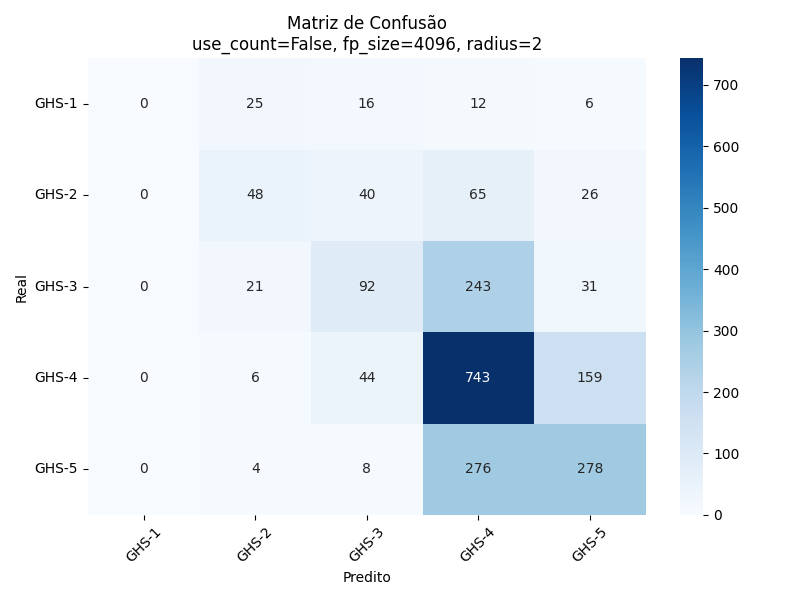 Matriz de Confusão
use_count=False, fp_size=4096, radius=2
GHS-1 0 25 16 12 6
GHS-2 0 48 40 65 26
GHS-3 0 21 92 243 31
GHS-4 0 6 44 743 159
GHS-5 0 4 8 276 278
Real
GHS-1 GHS-2 GHS-3 GHS-4 GHS-5
Predito
700
600
500
400
300
200
100
0